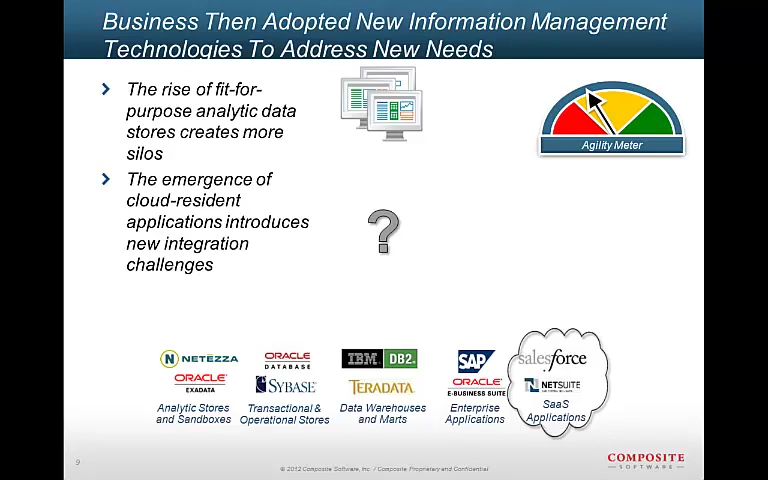 Business Then Adopted New Information Management
Technologies To Address New Needs
The rise of fit-for-
purpose analytic data
stores creates more
silos
The emergence of
cloud-resident
applications introduces
new integration
challenges
Agility Meter
?
N NETEZZA
ORACLE
EXADATA
Analytic Stores
and Sandboxes
ORACLE
DATABASE
SYBASE
Transactional &
Operational Stores
IBM DB2.
TERADATA
Data Warehouses
and Marts
SAP
ORACLE
E-BUSINESS SUITE
Enterprise
Applications
salesforce
N NETSUITE
SaaS
Applications
9
© 2012 Composite Software, Inc. / Composite Proprietary and Confidential
COMPOSITE
SOFTWARE